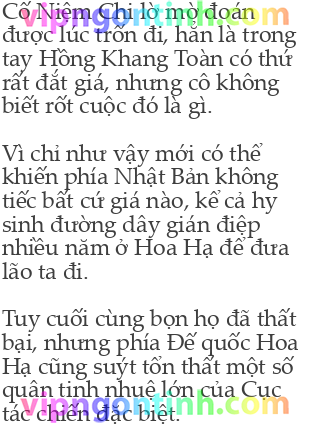 Cố Niệm Chi lờ mờ đoán
được lúc trốn đi, hẳn là trong
tay Hồng Khang Toàn có thứ
rất đắt giá, nhưng cô không
biết rốt cuộc đó là gì.
Vì chỉ như vậy mới có thể
khiến phía Nhật Bản không
tiếc bất cứ giá nào, kể cả hy
sinh đường dây gián điệp
nhiều năm ở Hoa Hạ để đưa
lão ta đi.
Tuy cuối cùng bọn họ đã thất
bại, nhưng phía Đế quốc Hoa
Hạ cũng suýt tổn thất một số
quân tinh nhuệ lớn của Cục
tác chiến đặc biệt.
vipngontinh.com
vipngontinh.com